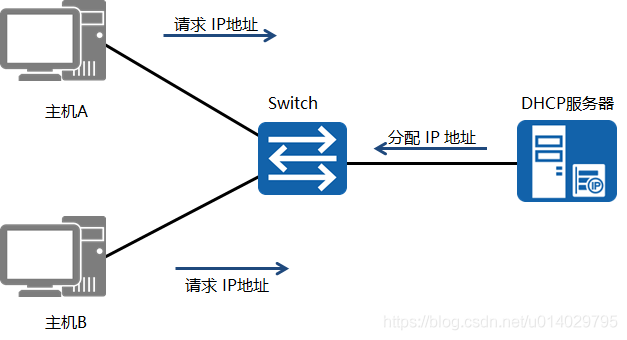 请求 IP地址
主机A
Switch
DHCP服务器
分配 IP 地址
IP
请求 IP地址
主机B
https://blog.csdn.net/u014029795